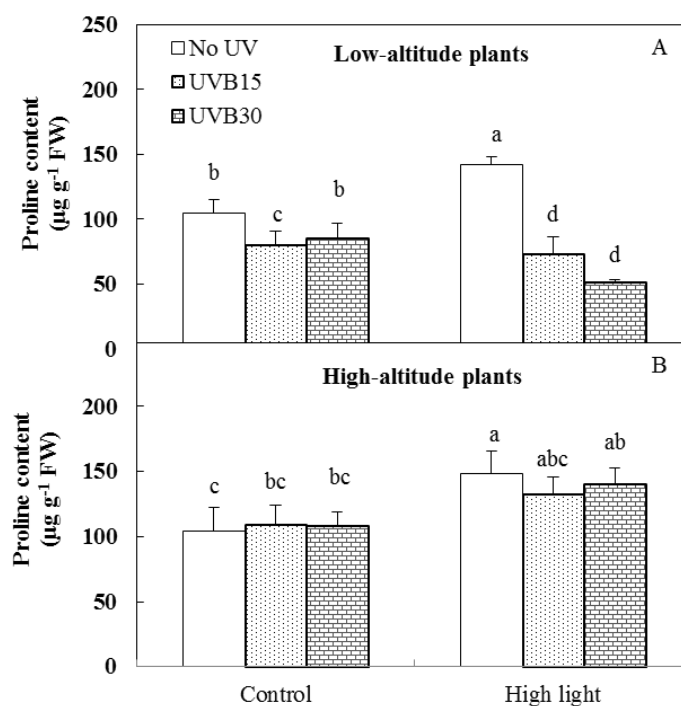 250
200
150
100
50
0
Proline content
(µg g-1 FW)
No UV
UVB15
UVB30
Low-altitude plants
A
b
c
b
a
d
d
High-altitude plants
B
200
150
100
50
0
Proline content
(µg g-1 FW)
c
bc
bc
a
abc
ab
Control
High light